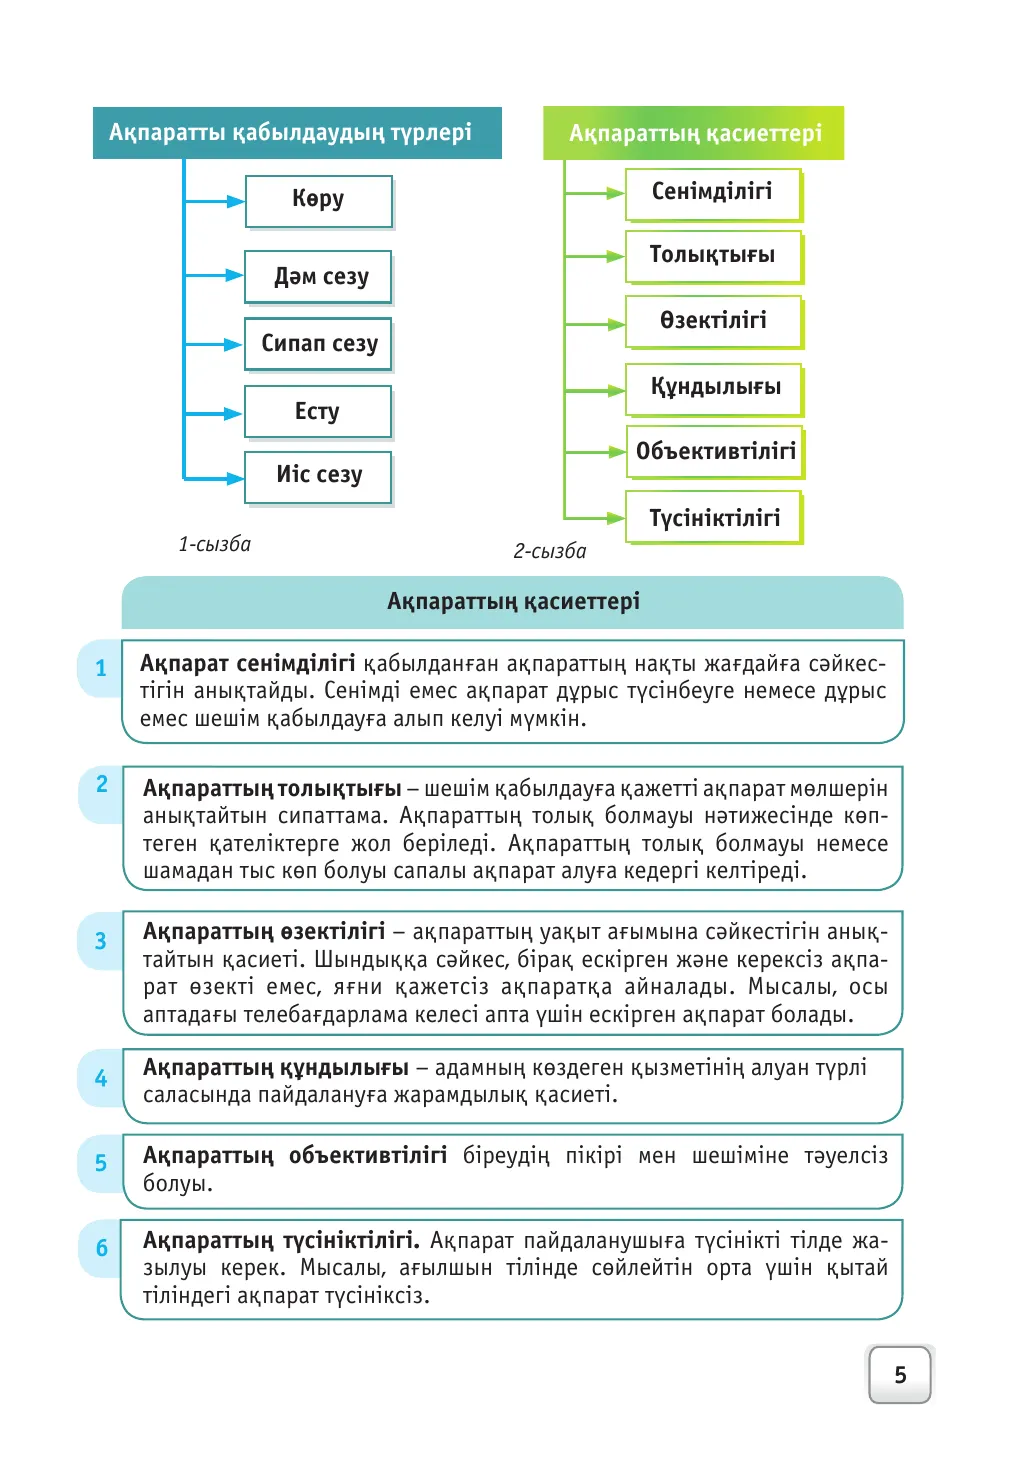 Ақпаратты қабылдаудың түрлері
Көру
Дәм сезу
Сипап сезу
Есту
Иіс сезу
1-сызба
Ақпараттың қасиеттері
Сенімділігі
Толықтығы
Өзектілігі
Құндылығы
Объективтілігі
Түсініктілігі
2-сызба
Ақпараттың қасиеттері
1
Ақпарат сенімділігі қабылданған ақпараттың нақты жағдайға сәйкес-
тігін анықтайды. Сенімді емес ақпарат дұрыс түсінбеуге немесе дұрыс
емес шешім қабылдауға алып келуі мүмкін.
2
Ақпараттың толықтығы – шешім қабылдауға қажетті ақпарат мөлшерін
анықтайтын сипаттама. Ақпараттың толық болмауы нәтижесінде көп-
теген қателіктерге жол беріледі. Ақпараттың толық болмауы немесе
шамадан тыс көп болуы сапалы ақпарат алуға кедергі келтіреді.
3
Ақпараттың өзектілігі – ақпараттың уақыт ағымына сәйкестігін анық-
тайтын қасиеті. Шындыққа сәйкес, бірақ ескірген және керексіз ақпа-
рат өзекті емес, яғни қажетсіз ақпаратқа айналады. Мысалы, осы
аптадағы телебағдарлама келесі апта үшін ескірген ақпарат болады.
4
Ақпараттың құндылығы – адамның көздеген қызметінің алуан түрлі
саласында пайдалануға жарамдылық қасиеті.
5
Ақпараттың объективтілігі біреудің пікірі мен шешіміне тәуелсіз
болуы.
6
Ақпараттың түсініктілігі. Ақпарат пайдаланушыға түсінікті тілде жа-
зылуы керек. Мысалы, ағылшын тілінде сөйлейтін орта үшін қытай
тіліндегі ақпарат түсініксіз.
5